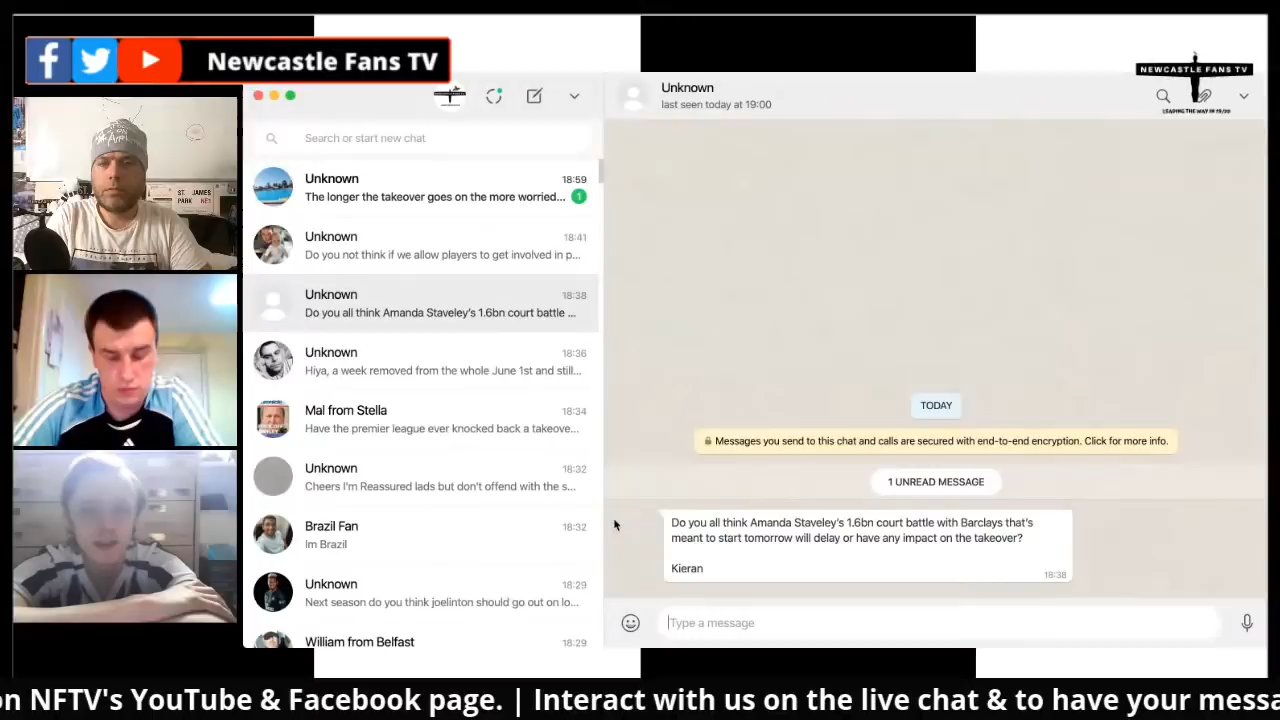 Newcastle Fans TV
NEWCASTLE FANS TV
LEADING THE WAY IN 19/20
ST. JAMES
PARK NE1
Search or start new chat
Unknown 18:59
The longer the takeover goes on the more worried... 1
Unknown 18:41
Do you not think if we allow players to get involved in p...
Unknown 18:38
Do you all think Amanda Staveley's 1.6bn court battle ...
Unknown 18:36
Hiya, a week removed from the whole June 1st and still...
Mal from Stella 18:34
Have the premier league ever knocked back a takeove...
Unknown 18:32
Cheers I'm Reassured lads but don't offend with the s...
Brazil Fan 18:32
Im Brazil
Unknown 18:29
Next season do you think joelinton should go out on lo...
William from Belfast 18:29
Unknown
last seen today at 19:00
TODAY
Messages you send to this chat and calls are secured with end-to-end encryption. Click for more info.
1 UNREAD MESSAGE
Do you all think Amanda Staveley's 1.6bn court battle with Barclays that's
meant to start tomorrow will delay or have any impact on the takeover?
Kieran
18:38
Type a message
on NFTV's YouTube & Facebook page. | Interact with us on the live chat & to have your messa